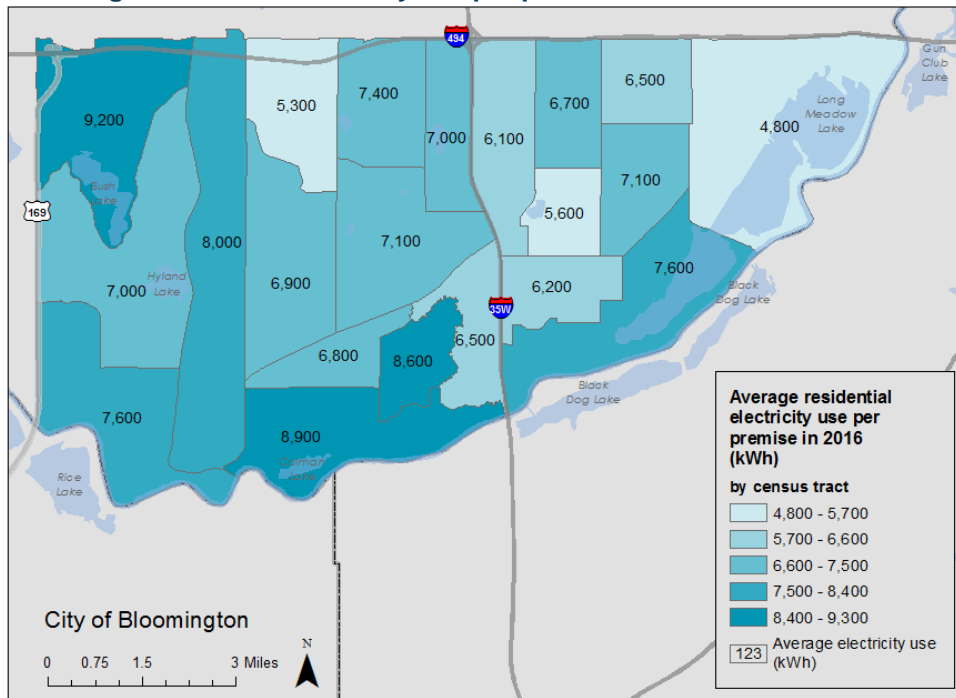 494
Gun
Club
Lake
5,300
7,400
6,700
6,500
9,200
7,000
6,100
4,800
Long
Meadow
Lake
7,100
Bush
Lake
169
5,600
8,000
7,100
7,600
6,900
7,000
Hyland
Lake
6,200
Black
Dog Lake
35W
6,500
6,800
8,600
Black
Dog Lake
7,600
8,900
Lake
Rice
Lake
Average residential
electricity use per
premise in 2016
(kWh)
by census tract
4,800 - 5,700
5,700 - 6,600
6,600 - 7,500
7,500 - 8,400
8,400 - 9,300
123 Average electricity use
(kWh)
City of Bloomington
N
0 0.75 1.5 3 Miles